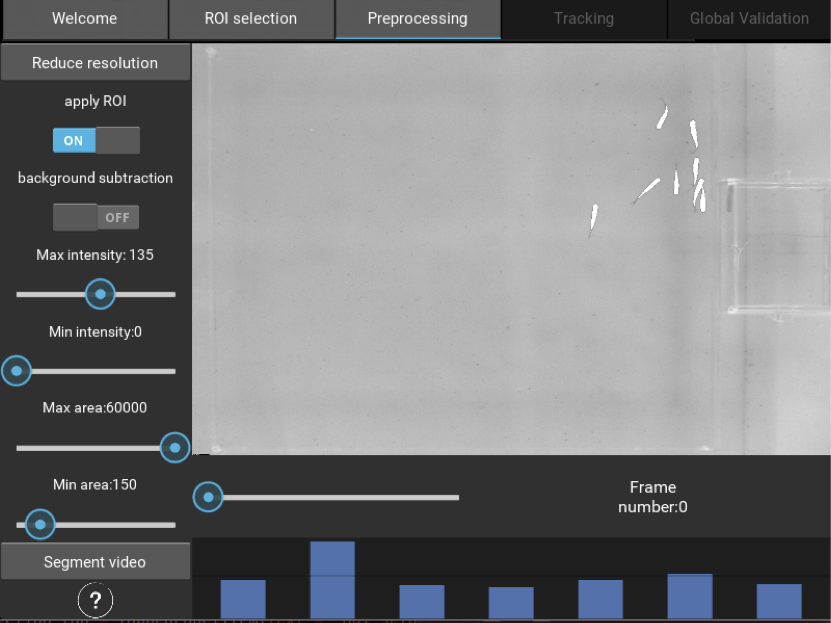 Welcome
ROI selection
Preprocessing
Tracking
Global Validation
Reduce resolution
apply ROI
ON
background subtraction
OFF
Max intensity: 135
Min intensity:0
Max area:60000
Min area:150
Frame
number:0
Segment video
?